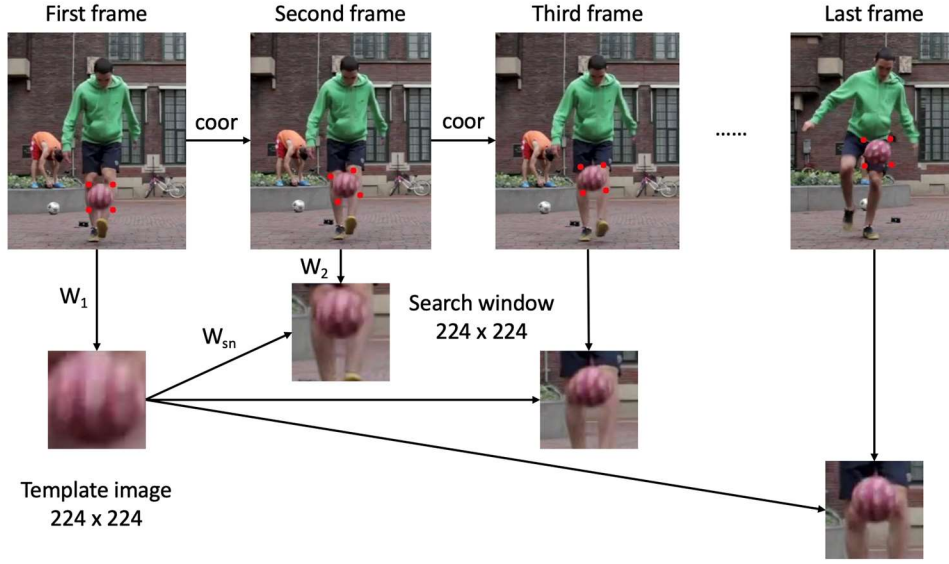 First frame
Second frame
Third frame
Last frame
coor
coor
......
W₁
W₂
Wₛₙ
Search window
224 x 224
Template image
224 x 224